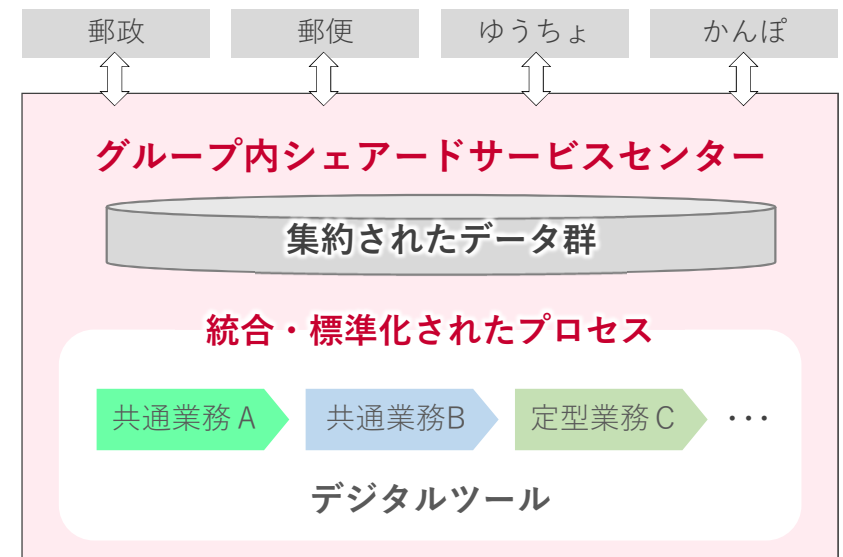 郵政 郵便 ゆうちょ かんぽ
グループ内シェアードサービスセンター
集約されたデータ群
統合・標準化されたプロセス
共通業務A 共通業務B 定型業務C ・・・
デジタルツール